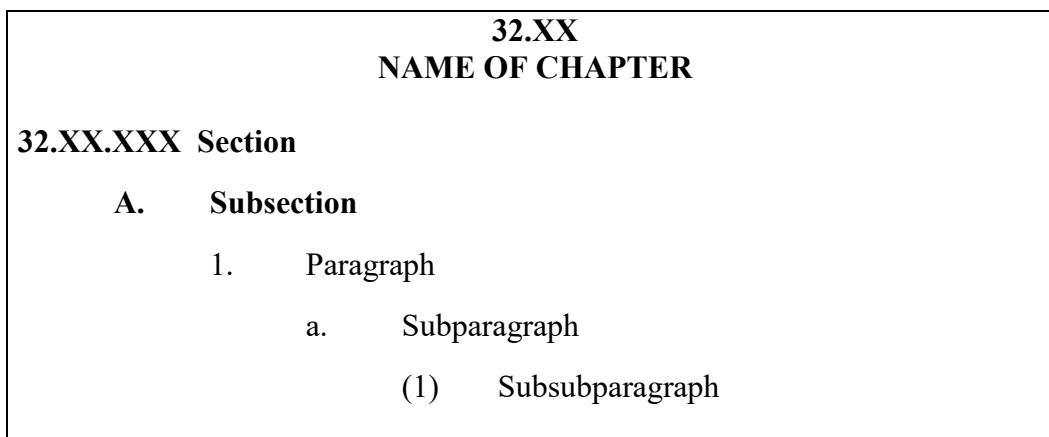 32.XX
NAME OF CHAPTER
32.XX.XXX Section
A. Subsection
1. Paragraph
a. Subparagraph
(1) Subsubparagraph